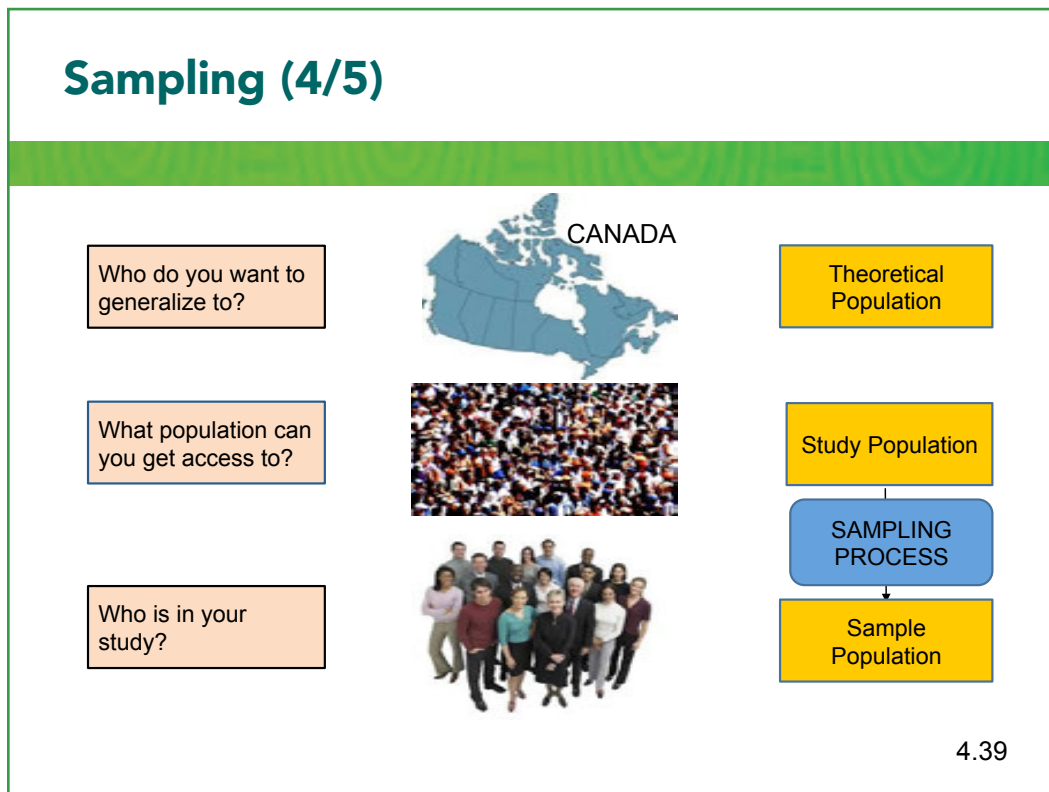 Sampling (4/5)
Who do you want to
generalize to?
CANADA
Theoretical
Population
What population can
you get access to?
Study Population
SAMPLING
PROCESS
Who is in your
study?
Sample
Population
4.39